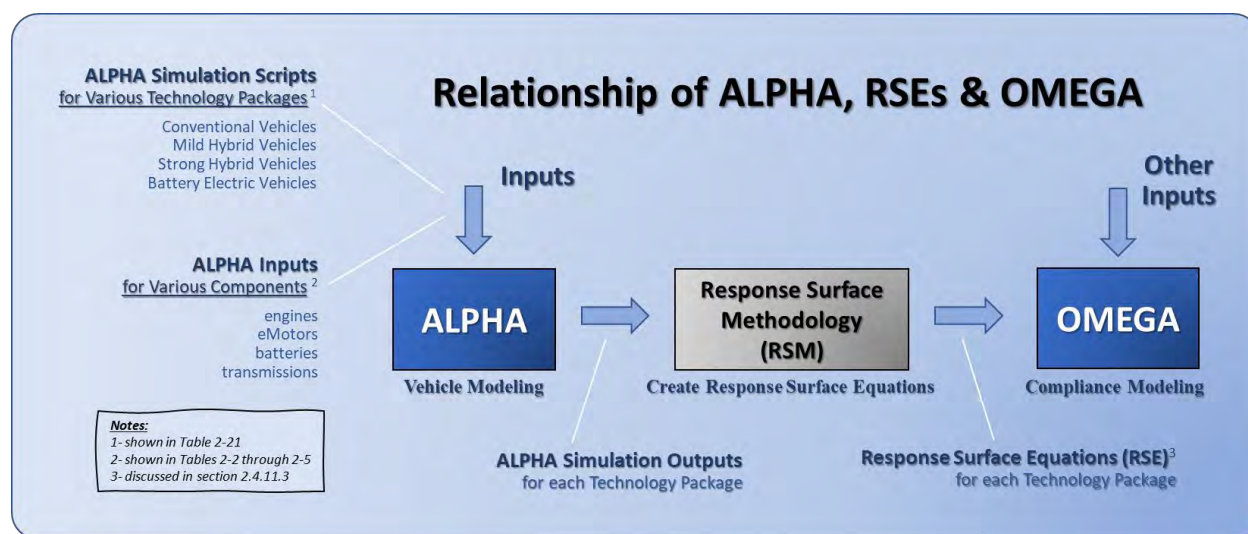 Relationship of ALPHA, RSEs & OMEGA
ALPHA Simulation Scripts
for Various Technology Packages 1
Conventional Vehicles
Mild Hybrid Vehicles
Strong Hybrid Vehicles
Battery Electric Vehicles
ALPHA Inputs
for Various Components 2
engines
eMotors
batteries
transmissions
Inputs
Other
Inputs
ALPHA
Vehicle Modeling
Response Surface
Methodology
(RSM)
Create Response Surface Equations
OMEGA
Compliance Modeling
ALPHA Simulation Outputs
for each Technology Package
Response Surface Equations (RSE)3
for each Technology Package
Notes:
1- shown in Table 2-21
2- shown in Tables 2-2 through 2-5
3- discussed in section 2.4.11.3